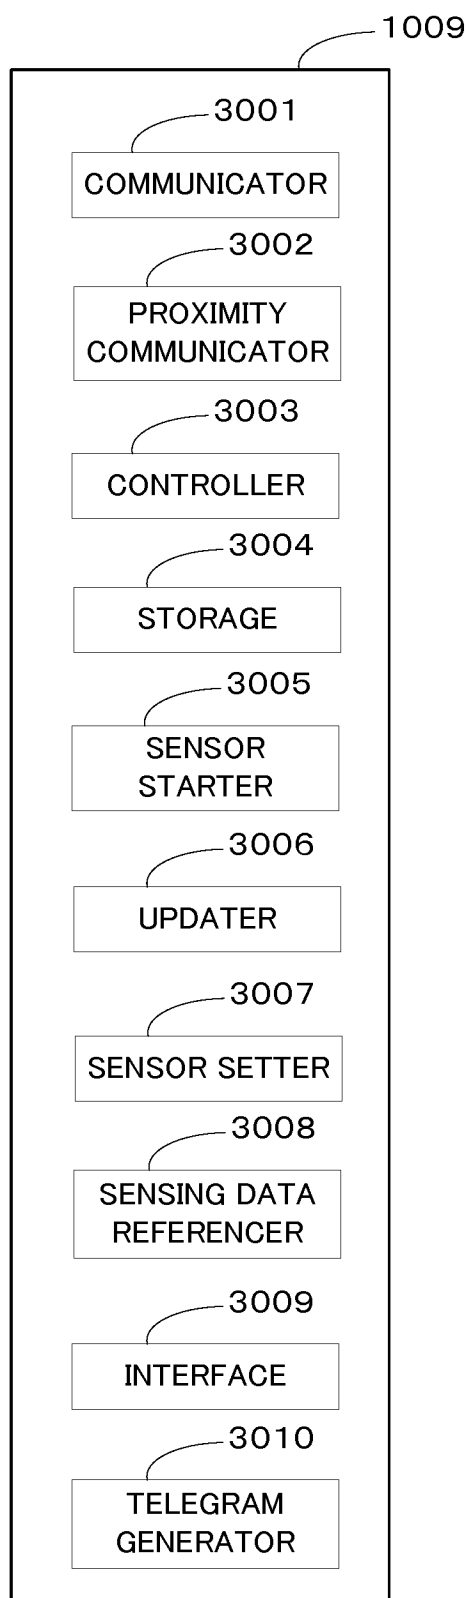 1009
3001
COMMUNICATOR
3002
PROXIMITY
COMMUNICATOR
3003
CONTROLLER
3004
STORAGE
3005
SENSOR
STARTER
3006
UPDATER
3007
SENSOR SETTER
3008
SENSING DATA
REFERENCER
3009
INTERFACE
3010
TELEGRAM
GENERATOR